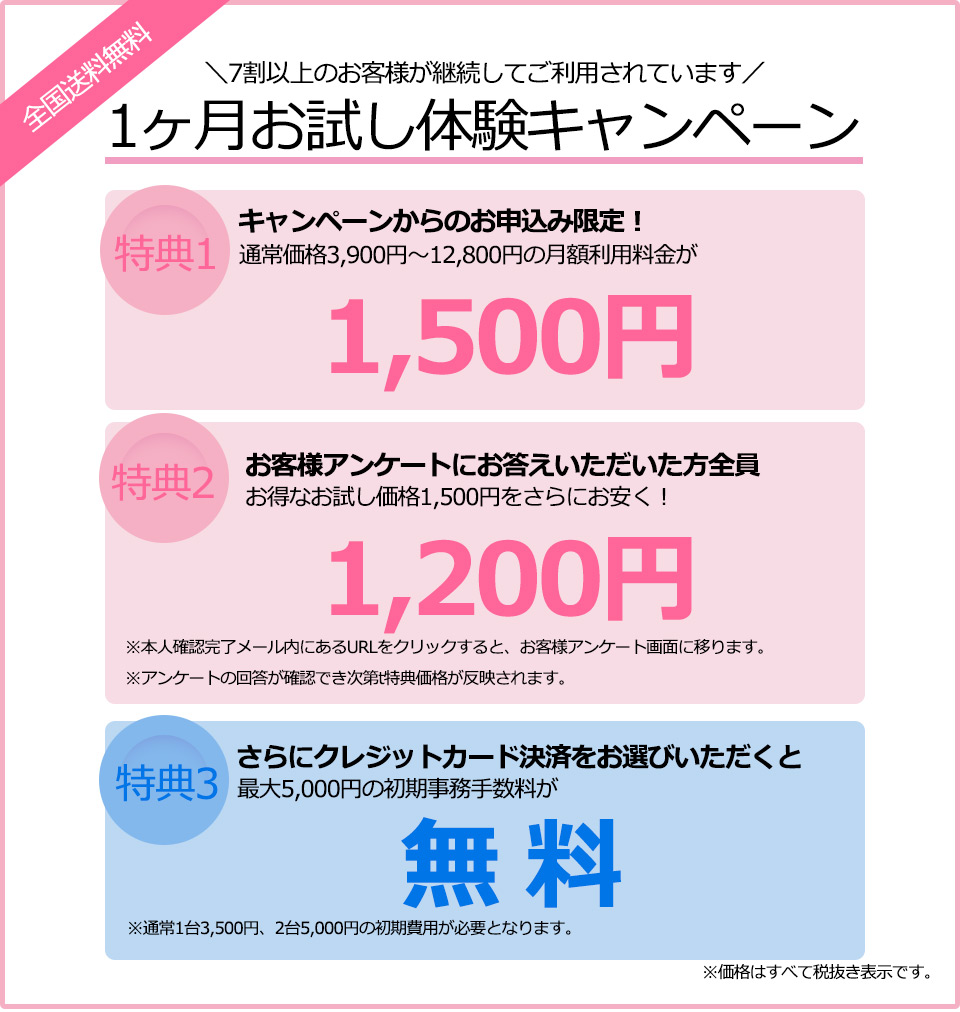 全国送料無料
＼7割以上のお客様が継続してご利用されています／
1ヶ月お試し体験キャンペーン
特典1
キャンペーンからのお申込み限定！
通常価格3,900円～12,800円の月額利用料金が
1,500円
特典2
お客様アンケートにお答えいただいた方全員
お得なお試し価格1,500円をさらにお安く！
1,200円
※本人確認完了メール内にあるURLをクリックすると、お客様アンケート画面に移ります。
※アンケートの回答が確認でき次第t特典価格が反映されます。
特典3
さらにクレジットカード決済をお選びいただくと
最大5,000円の初期事務手数料が
無料
※通常1台3,500円、2台5,000円の初期費用が必要となります。
※価格はすべて税抜き表示です。